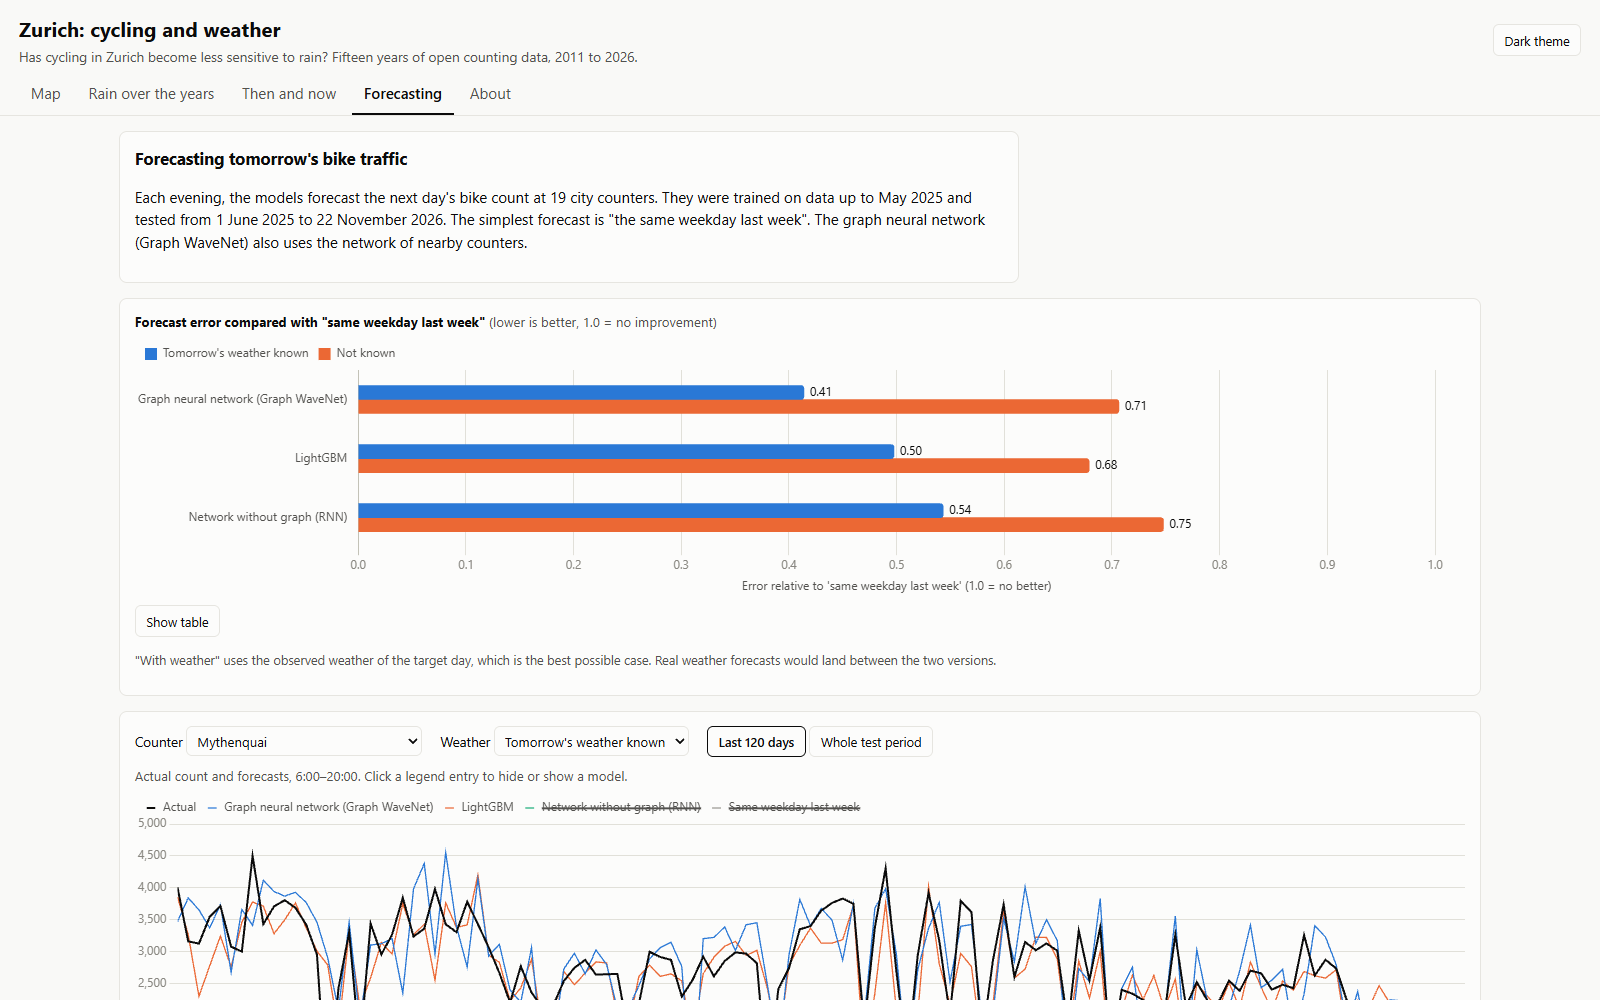 Zurich: cycling and weather
Has cycling in Zurich become less sensitive to rain? Fifteen years of open counting data, 2011 to 2026.
Dark theme
Map Rain over the years Then and now Forecasting About
Forecasting tomorrow's bike traffic
Each evening, the models forecast the next day's bike count at 19 city counters. They were trained on data up to May 2025 and
tested from 1 June 2025 to 22 November 2026. The simplest forecast is "the same weekday last week". The graph neural network
(Graph WaveNet) also uses the network of nearby counters.
Forecast error compared with "same weekday last week" (lower is better, 1.0 = no improvement)
Tomorrow's weather known Not known
Graph neural network (Graph WaveNet)
0.41
0.71
LightGBM
0.50
0.68
Network without graph (RNN)
0.54
0.75
0.0 0.1 0.2 0.3 0.4 0.5 0.6 0.7 0.8 0.9 1.0
Error relative to 'same weekday last week' (1.0 = no better)
Show table
"With weather" uses the observed weather of the target day, which is the best possible case. Real weather forecasts would land between the two versions.
Counter Mythenquai Weather Tomorrow's weather known Last 120 days Whole test period
Actual count and forecasts, 6:00–20:00. Click a legend entry to hide or show a model.
Actual Graph neural network (Graph WaveNet) LightGBM Network without graph (RNN) Same weekday last week
5,000
4,500
4,000
3,500
3,000
2,500